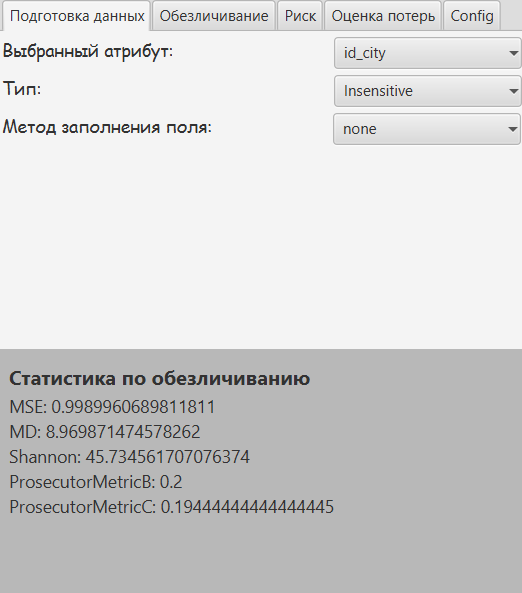 Подготовка данных Обезличивание Риск Оценка потерь Config
Выбранный атрибут: id_city
Тип: Insensitive
Метод заполнения поля: none
Статистика по обезличиванию
MSE: 0.9989960689811811
MD: 8.969871474578262
Shannon: 45.734561707076374
ProsecutorMetricB: 0.2
ProsecutorMetricC: 0.19444444444444445